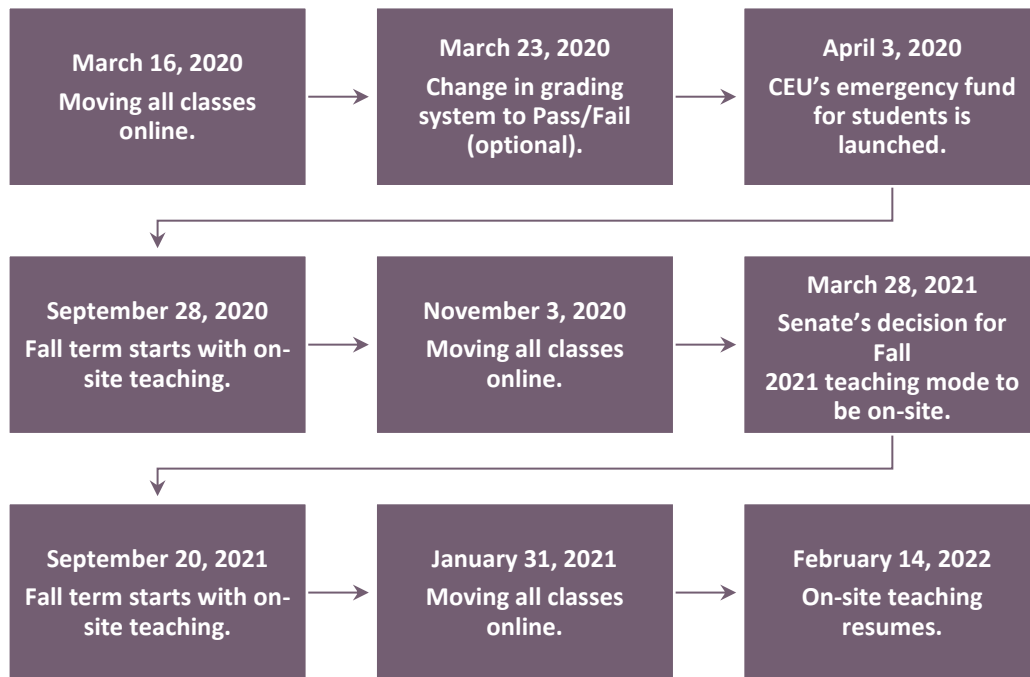 March 16, 2020
Moving all classes
online.
March 23, 2020
Change in grading
system to Pass/Fail
(optional).
April 3, 2020
CEU’s emergency fund
for students is
launched.
September 28, 2020
Fall term starts with on-
site teaching.
November 3, 2020
Moving all classes
online.
March 28, 2021
Senate’s decision for
Fall
2021 teaching mode to
be on-site.
September 20, 2021
Fall term starts with on-
site teaching.
January 31, 2021
Moving all classes
online.
February 14, 2022
On-site teaching
resumes.